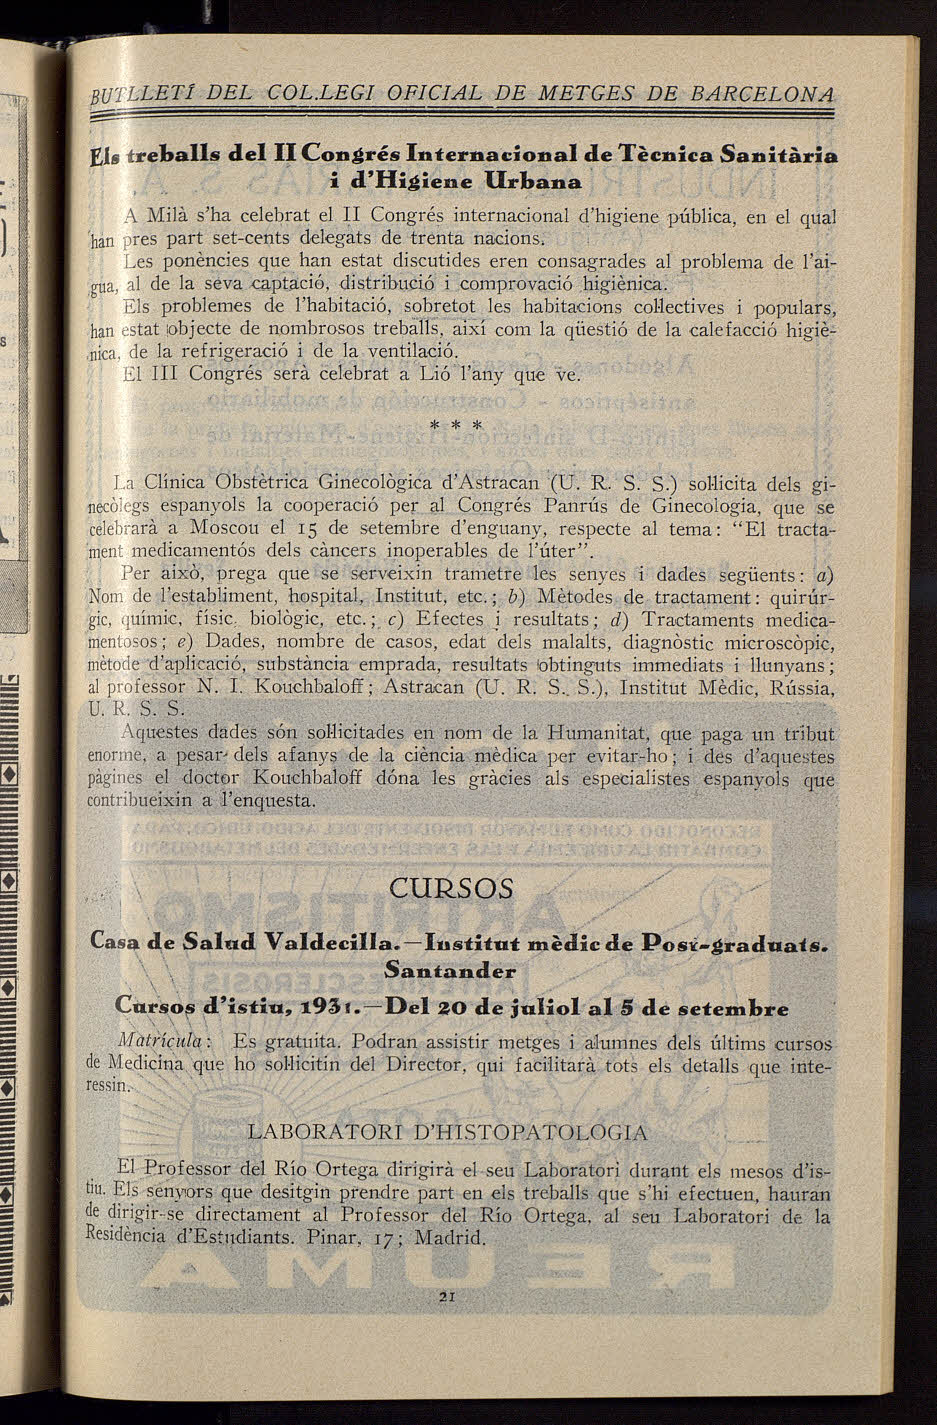 BUTLLETÍ DEL COL.LEGI OFICIAL DE METGES DE BARCELONA
Els treballs del II Congrés Internacional de Tècnica Sanitària
i d'Higiene Urbana
A Milà s'ha celebrat el II Congrés internacional d'higiene pública, en el qual
han pres part set-cents delegats de trenta nacions.
Les ponències que han estat discutides eren consagrades al problema de l'ai-
gua, al de la seva captació, distribució i comprovació higiènica.
Els problemes de l'habitació, sobretot les habitacions col·lectives i populars,
han estat objecte de nombrosos treballs, així com la qüestió de la calefacció higiè-
nica, de la refrigeració i de la ventilació.
El III Congrés serà celebrat a Lió l'any que ve.
* * *
La Clínica Obstètrica Ginecològica d'Astracan (U. R. S. S.) sol·licita dels gi-
necòlegs espanyols la cooperació per al Congrés Panrús de Ginecologia, que se
celebrarà a Moscou el 15 de setembre d'enguany, respecte al tema: "El tracta-
ment medicamentós dels càncers inoperables de l'úter".
Per això, prega que se serveixin trametre les senyes i dades següents: a)
Nom de l'establiment, hospital, Institut, etc.; b) Mètodes de tractament: quirúr-
gic, químic, físic, biològic, etc.; c) Efectes i resultats; d) Tractaments medica-
mentosos; e) Dades, nombre de casos, edat dels malalts, diagnòstic microscòpic,
mètode d'aplicació, substància emprada, resultats obtinguts immediats i llunyans;
al professor N. I. Kouchbaloff; Astracan (U. R. S. S.), Institut Mèdic, Rússia,
U. R. S. S.
Aquestes dades són sol·licitades en nom de la Humanitat, que paga un tribut
enorme, a pesar dels afanys de la ciència mèdica per evitar-ho; i des d'aquestes
pàgines el doctor Kouchbaloff dóna les gràcies als especialistes espanyols que
contribueixin a l'enquesta.
CURSOS
Casa de Salud Valdecilla.—Institut mèdic de Post-graduats.
Santander
Cursos d'istiu, 1931.—Del 20 de juliol al 5 de setembre
Matrícula: Es gratuita. Podran assistir metges i alumnes dels últims cursos
de Medicina que ho sol·licitin del Director, qui facilitarà tots els detalls que inte-
ressin.
LABORATORI D'HISTOPATOLOGIA
El Professor del Río Ortega dirigirà el seu Laboratori durant els mesos d'is-
tiu. Els senyors que desitgin prendre part en els treballs que s'hi efectuen, hauran
de dirigir-se directament al Professor del Río Ortega, al seu Laboratori de la
Residència d'Estudiants. Pinar, 17; Madrid.
21